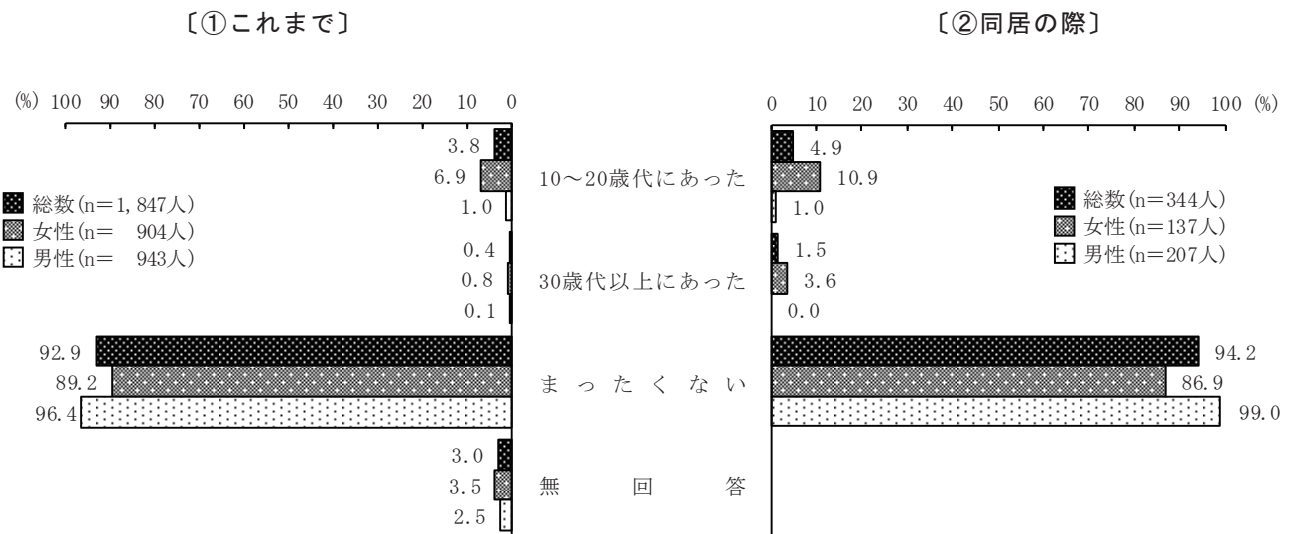 〔①これまで〕
〔②同居の際〕
(%) 100 90 80 70 60 50 40 30 20 10 0
0 10 20 30 40 50 60 70 80 90 100 (%)
総数(n＝1,847人)
女性(n＝ 904人)
男性(n＝ 943人)
総数(n＝344人)
女性(n＝137人)
男性(n＝207人)
3.8
6.9
1.0
10～20歳代にあった
4.9
10.9
1.0
0.4
0.8
0.1
30歳代以上にあった
1.5
3.6
0.0
92.9
89.2
96.4
まったくない
94.2
86.9
99.0
3.0
3.5
2.5
無回答